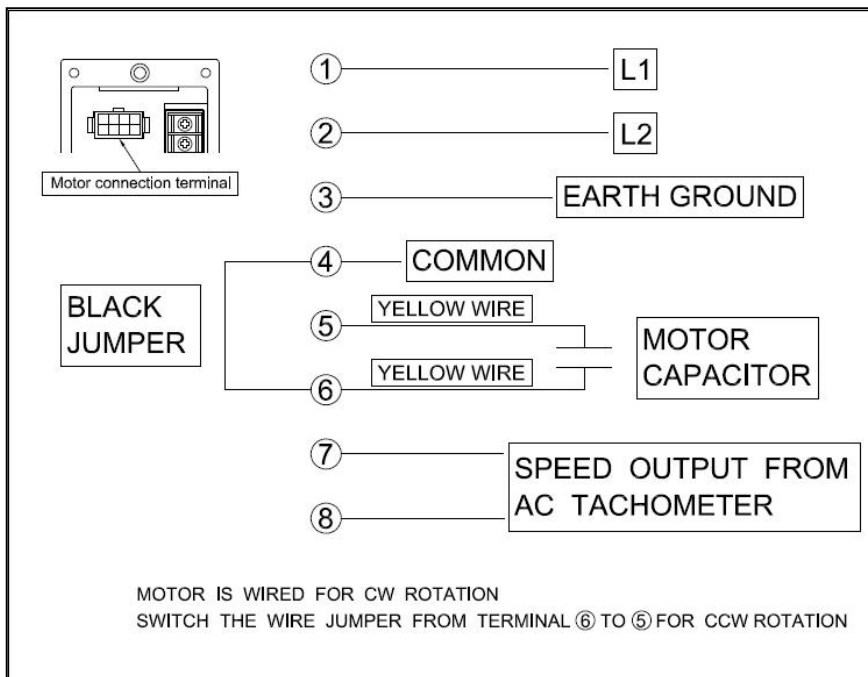 ① L1
② L2
Motor connection terminal
③ EARTH GROUND
④ COMMON
BLACK
JUMPER
⑤ YELLOW WIRE
MOTOR
CAPACITOR
⑥ YELLOW WIRE
⑦
SPEED OUTPUT FROM
AC TACHOMETER
⑧
MOTOR IS WIRED FOR CW ROTATION
SWITCH THE WIRE JUMPER FROM TERMINAL ⑥ TO ⑤ FOR CCW ROTATION